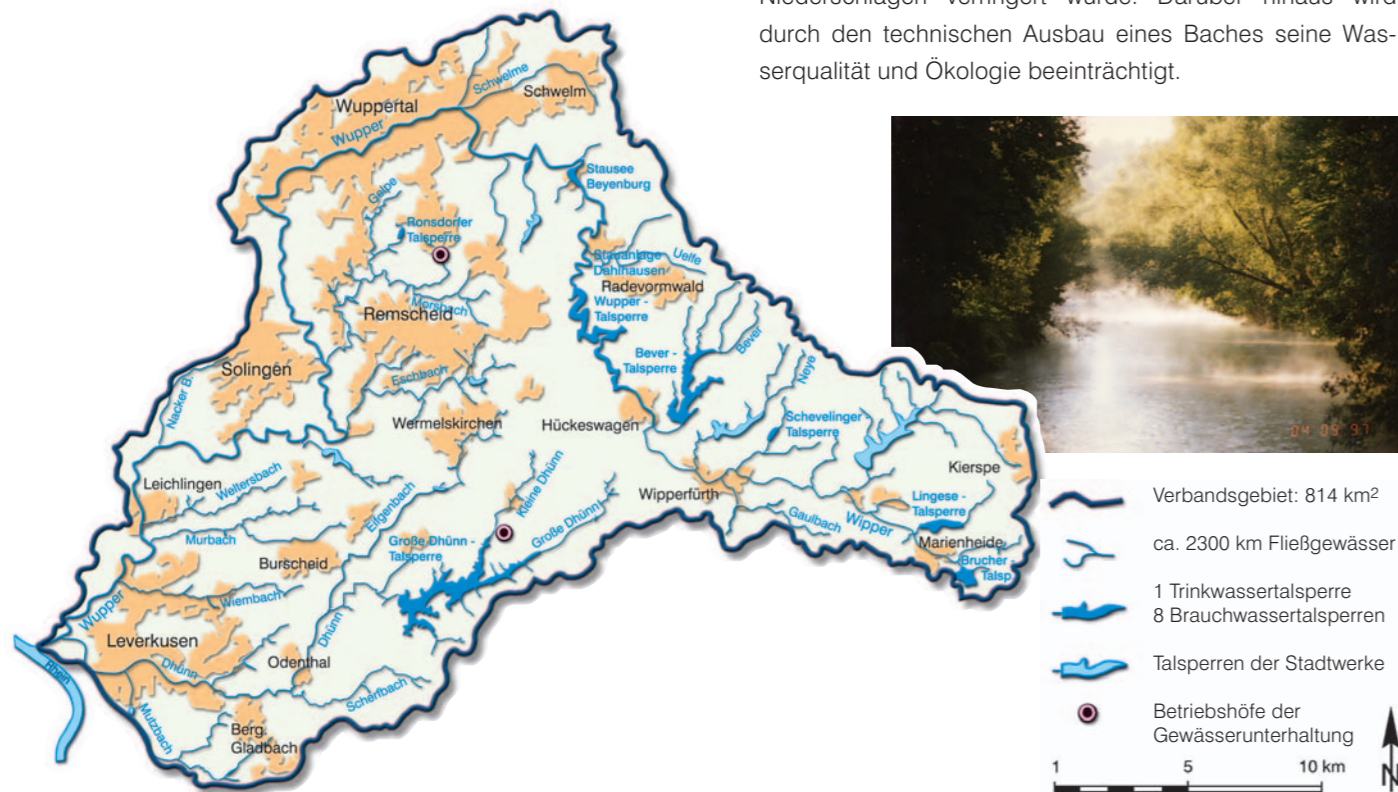 Niederschlägen verringert wurde. Darüber hinaus wird
durch den technischen Ausbau eines Baches seine Was-
serqualität und Ökologie beeinträchtigt.
Wuppertal
Schwelme
Schwelm
Wupper
Stausee
Beyenburg
Gelpe
Ronsdorfer
Talsperre
Stauanlage
Dahlhausen
Uelfe
Radevormwald
Wupper -
Talsperre
Morsbach
Remscheid
Solingen
Bever -
Talsperre
Bever
Neye
Nacker B.
Eschbach
Wermelskirchen
Hückeswagen
Schevelinger -
Talsperre
04 09 97
Kierspe
Leichlingen
Weltersbach
Eifgenbach
Kleine Dhünn
Große Dhünn
Wipperfürth
Gaulbach
Wipper
Lingese -
Talsperre
Marienheide
Brucher -
Talsp.
Murbach
Burscheid
Große Dhünn -
Talsperre
Wiembach
Wupper
Leverkusen
Dhünn
Dhünn
Odenthal
Scherfbach
Rhein
Mutzbach
Berg.
Gladbach
Verbandsgebiet: 814 km²
ca. 2300 km Fließgewässer
1 Trinkwassertalsperre
8 Brauchwassertalsperren
Talsperren der Stadtwerke
Betriebshöfe der
Gewässerunterhaltung
1 5 10 km
N